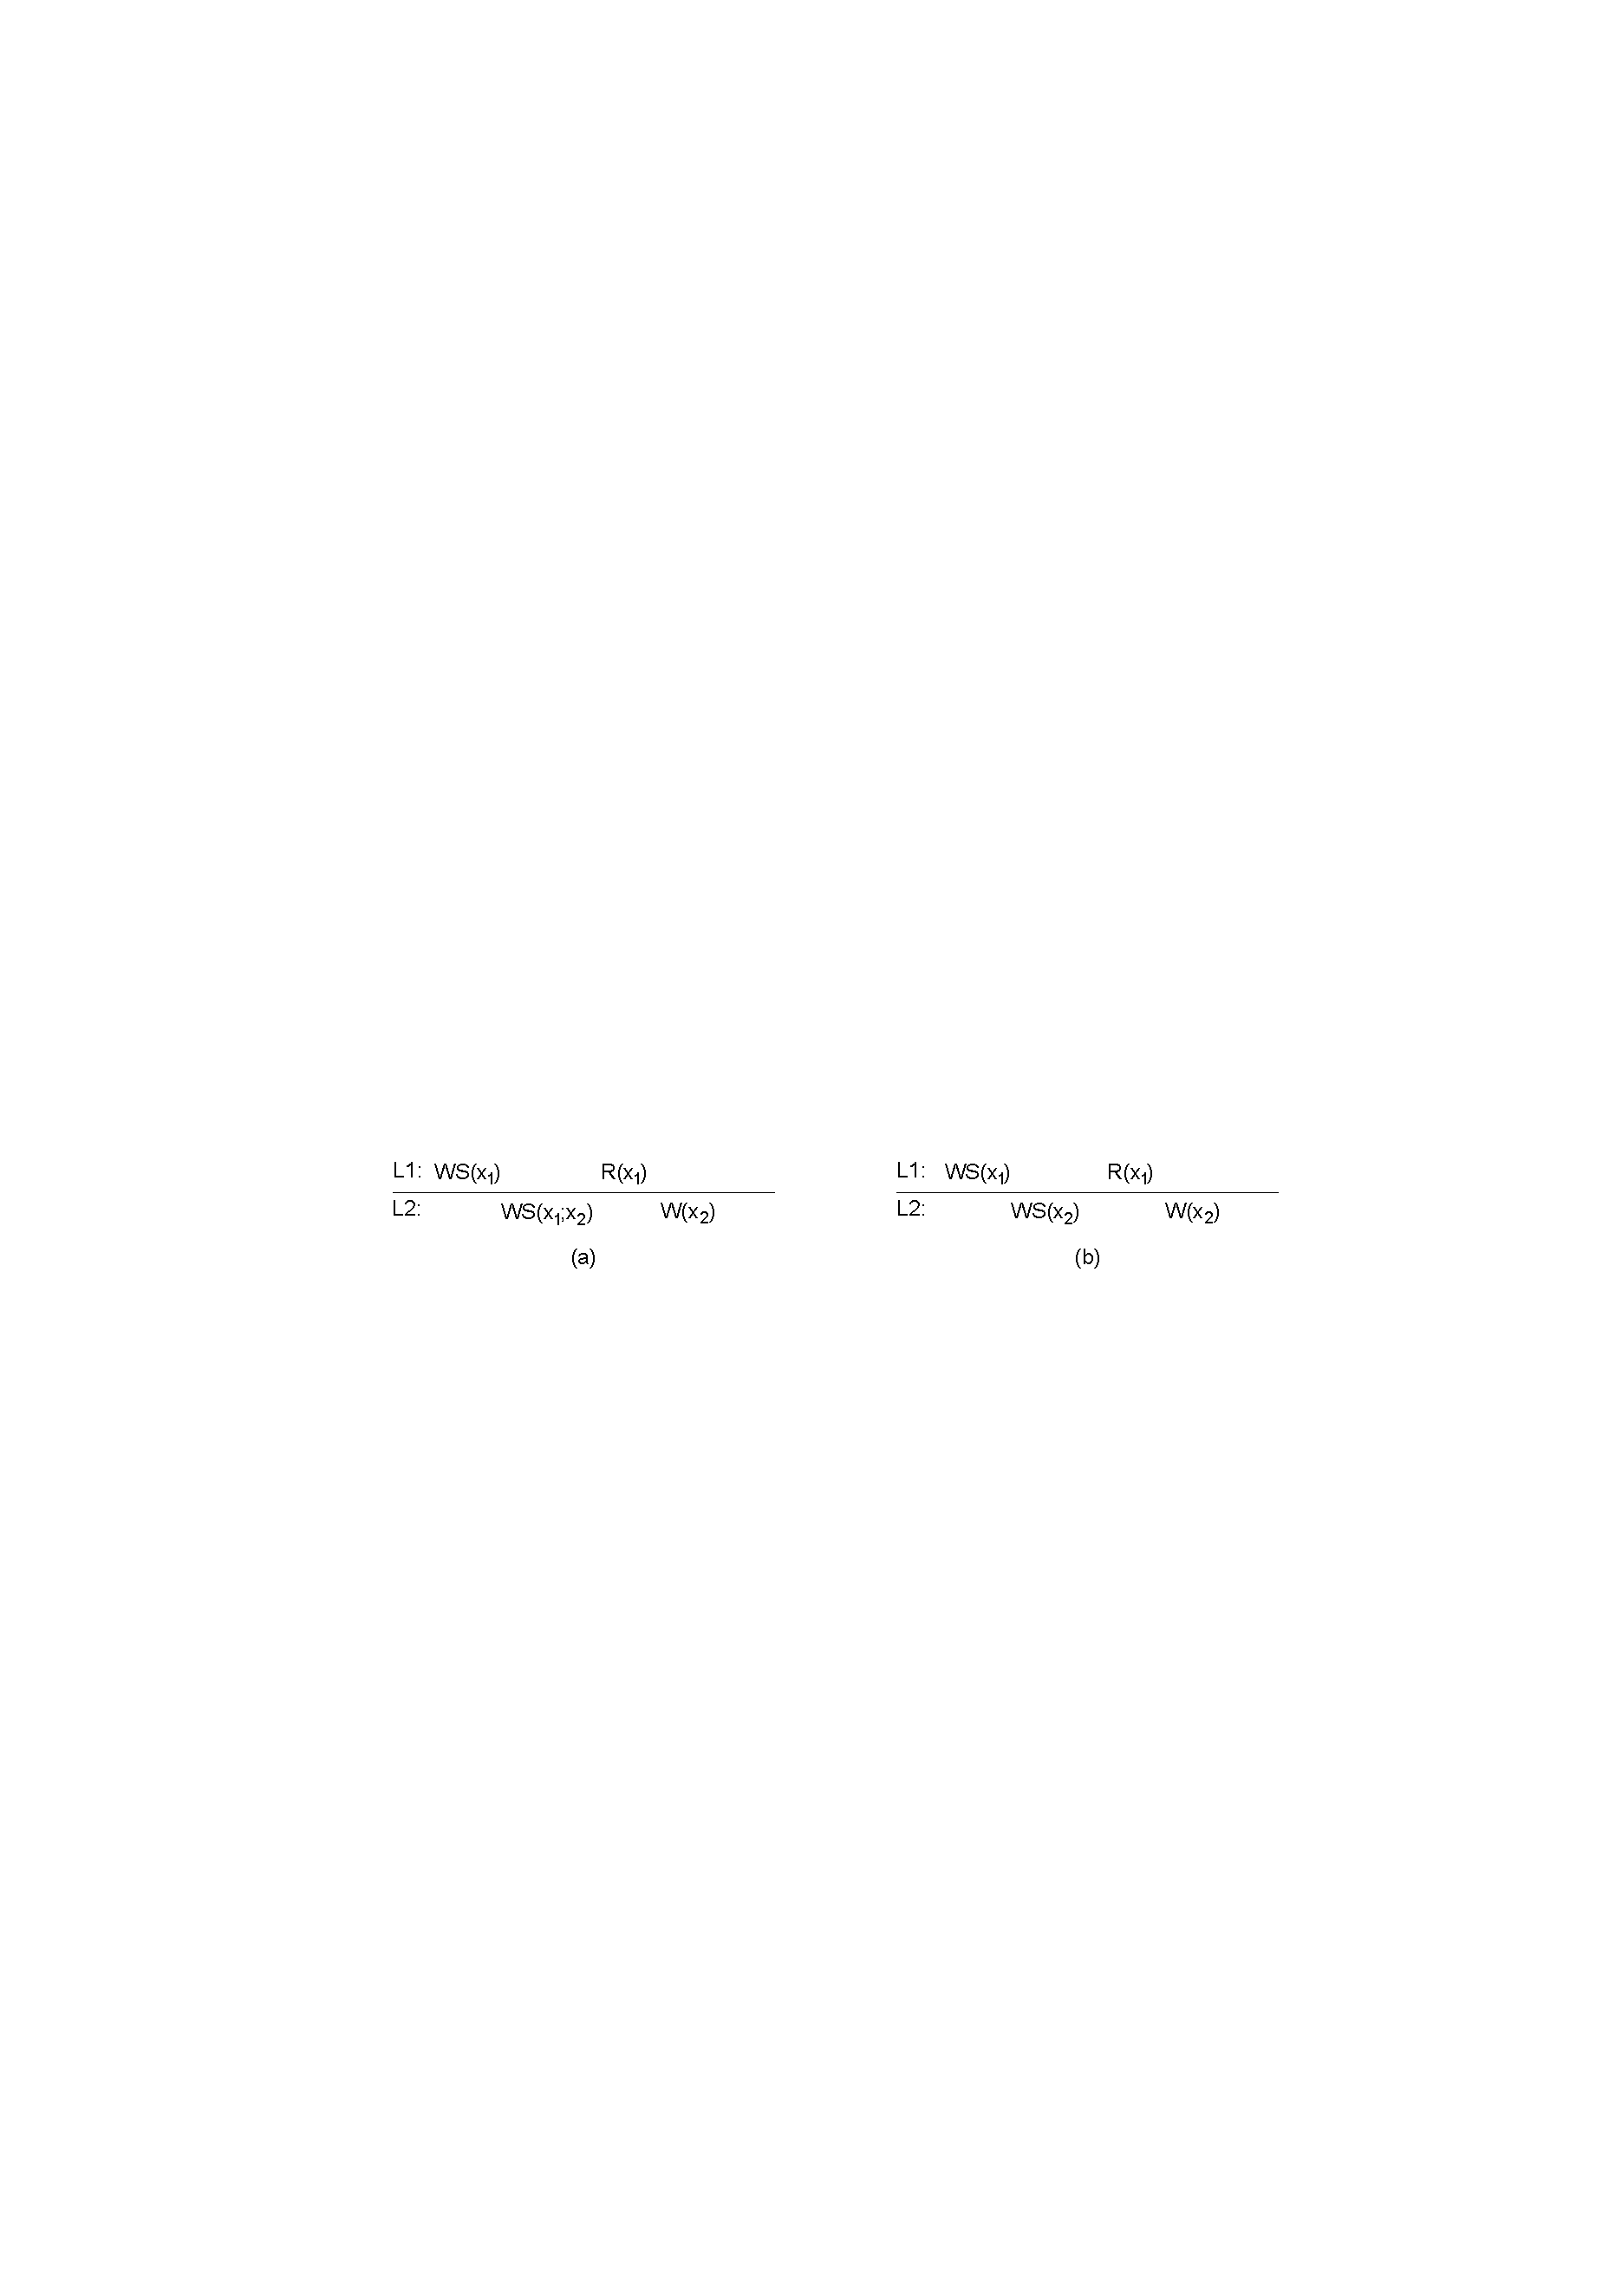 L1: WS(x₁) R(x₁)
L2: WS(x₁;x₂) W(x₂)
(a)
L1: WS(x₁) R(x₁)
L2: WS(x₂) W(x₂)
(b)